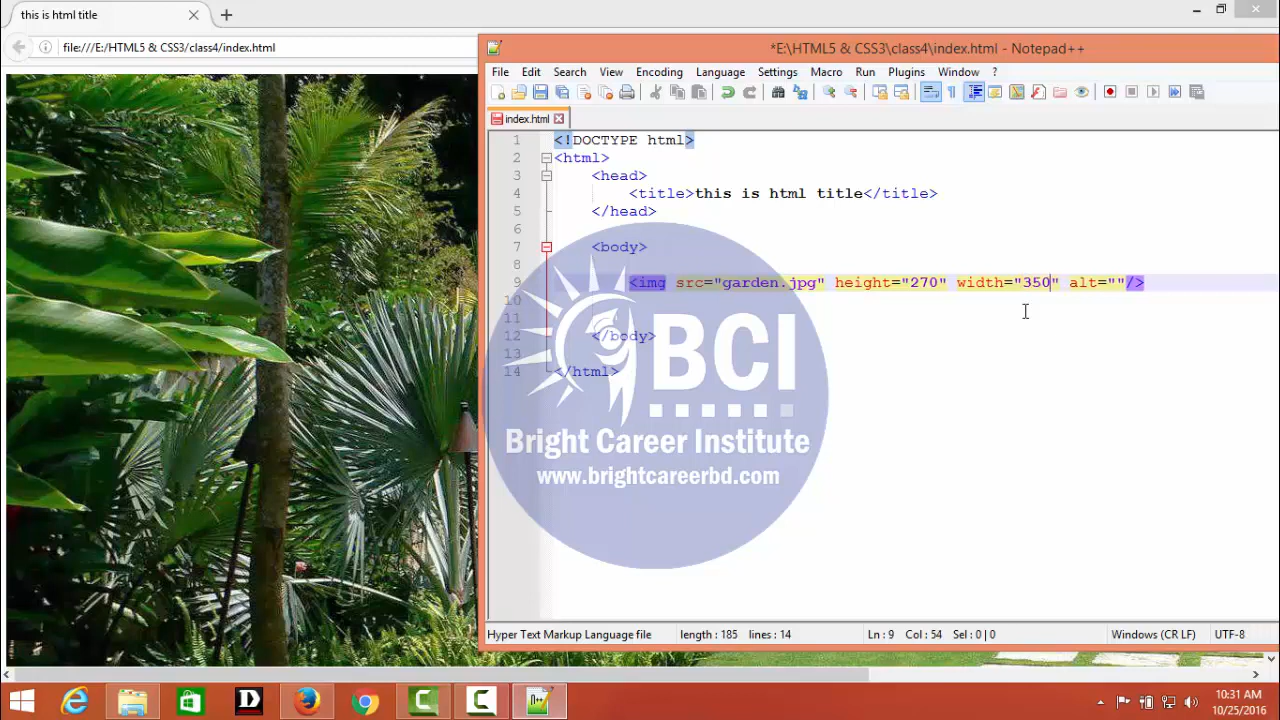 this is html title
file:///E:/HTML5 & CSS3/class4/index.html
*E:\HTML5 & CSS3\class4\index.html - Notepad++
File Edit Search View Encoding Language Settings Macro Run Plugins Window ?
index.html
1 <!DOCTYPE html>
2 <html>
3 <head>
4 <title>this is html title</title>
5 </head>
6
7 <body>
8
9 <img src="garden.jpg" height="270" width="350" alt=""/>
10
11
12 </body>
13
14 </html>
BCI
Bright Career Institute
www.brightcareerbd.com
Hyper Text Markup Language file length : 185 lines : 14 Ln : 9 Col : 54 Sel : 0 | 0 Windows (CR LF) UTF-8
10:31 AM
10/25/2016